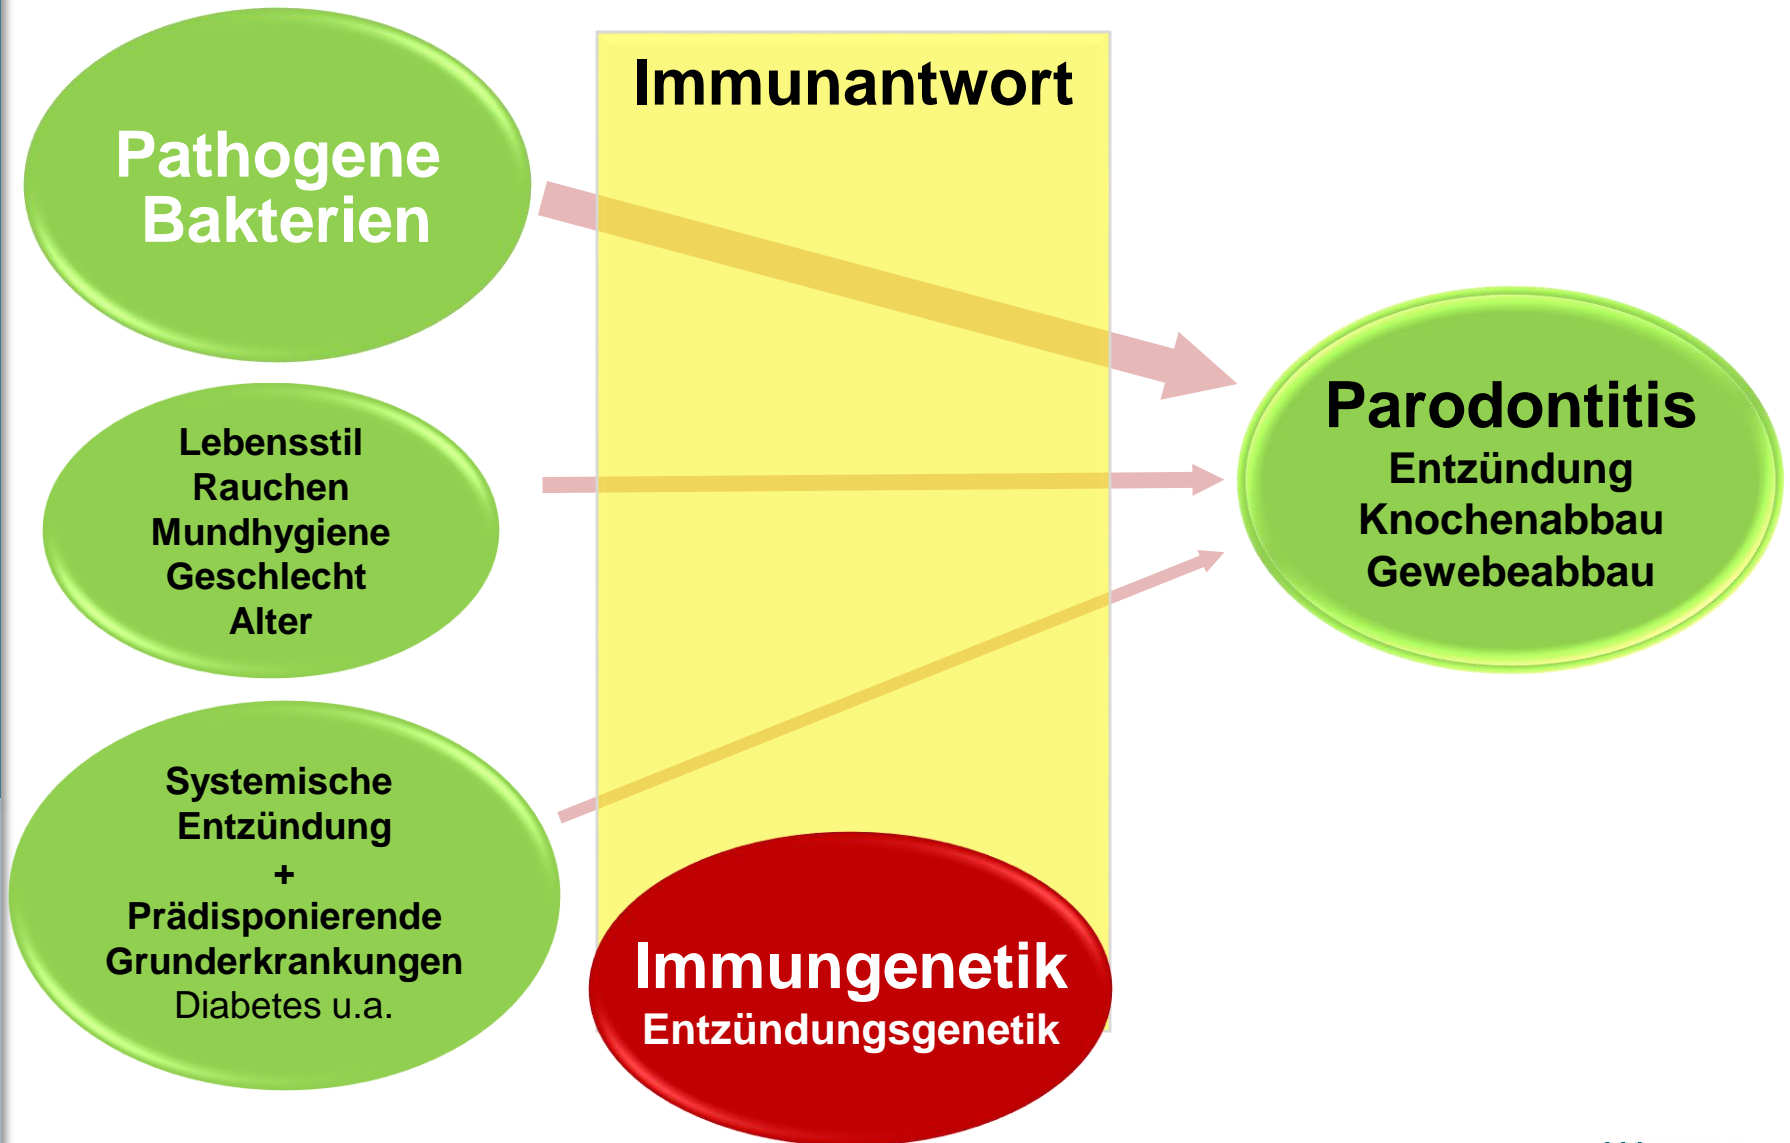 Pathogene
Bakterien
Lebensstil
Rauchen
Mundhygiene
Geschlecht
Alter
Systemische
Entzündung
+
Prädisponierende
Grunderkrankungen
Diabetes u.a.
Immunantwort
Immungenetik
Entzündungsgenetik
Parodontitis
Entzündung
Knochenabbau
Gewebeabbau